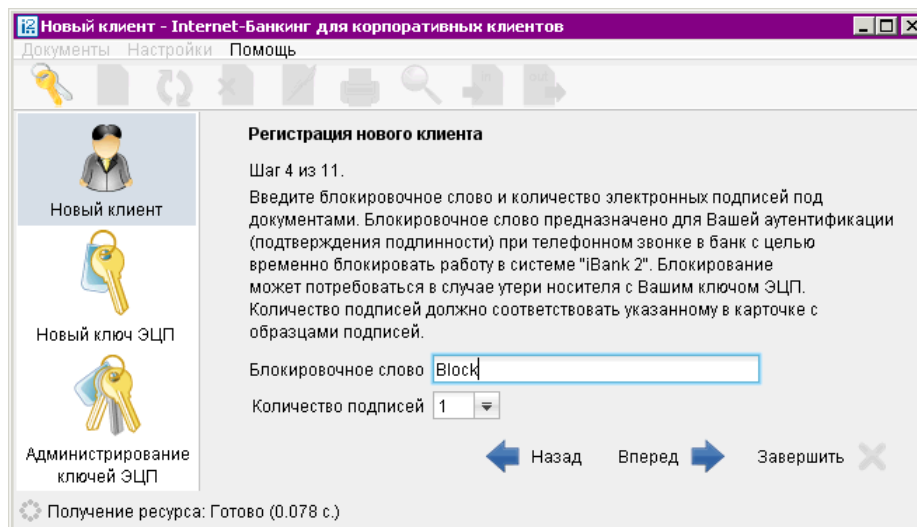 Новый клиент - Internet-Банкинг для корпоративных клиентов
Документы Настройки Помощь
Новый клиент
Новый ключ ЭЦП
Администрирование
ключей ЭЦП
Регистрация нового клиента
Шаг 4 из 11.
Введите блокировочное слово и количество электронных подписей под
документами. Блокировочное слово предназначено для Вашей аутентификации
(подтверждения подлинности) при телефонном звонке в банк с целью
временно блокировать работу в системе "iBank 2". Блокирование
может потребоваться в случае утери носителя с Вашим ключом ЭЦП.
Количество подписей должно соответствовать указанному в карточке с
образцами подписей.
Блокировочное слово Block
Количество подписей 1
Назад Вперед Завершить
Получение ресурса: Готово (0.078 с.)